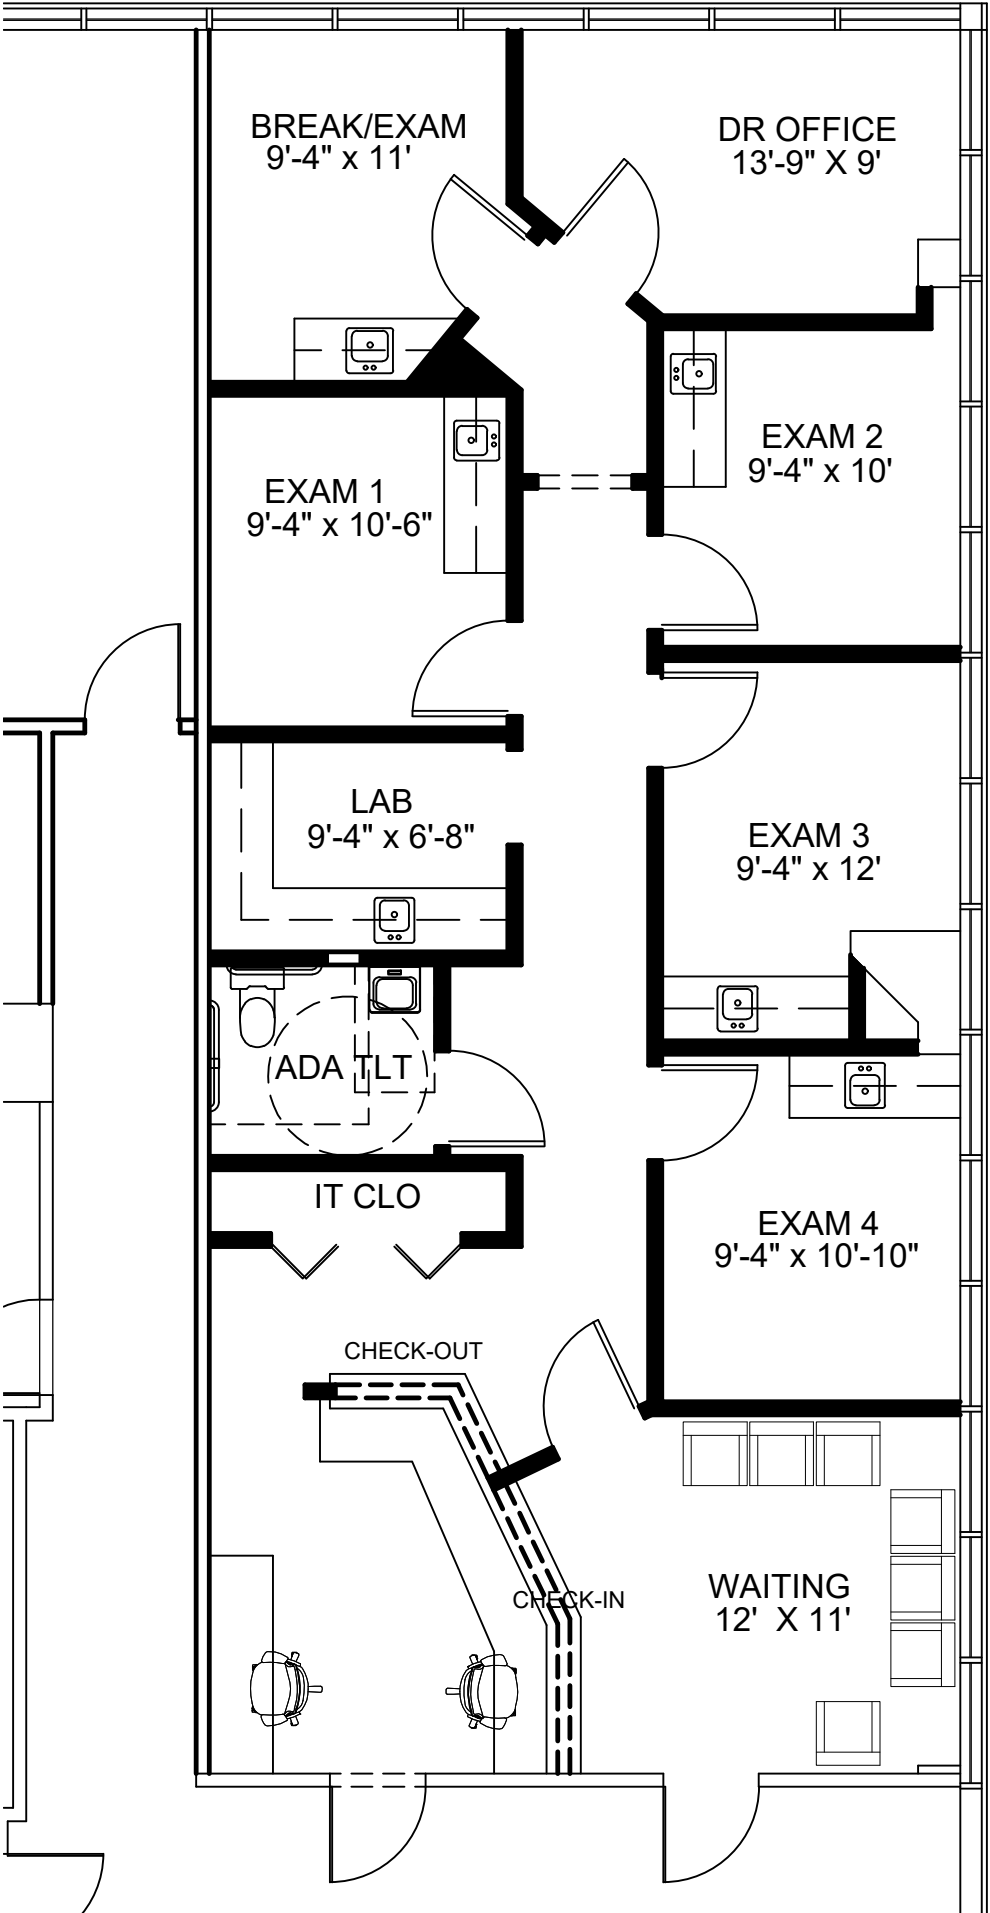 BREAK/EXAM
9'-4" x 11'
DR OFFICE
13'-9" X 9'
EXAM 2
9'-4" x 10'
EXAM 1
9'-4" x 10'-6"
LAB
9'-4" x 6'-8"
EXAM 3
9'-4" x 12'
ADA TLT
IT CLO
EXAM 4
9'-4" x 10'-10"
CHECK-OUT
CHECK-IN
WAITING
12' X 11'